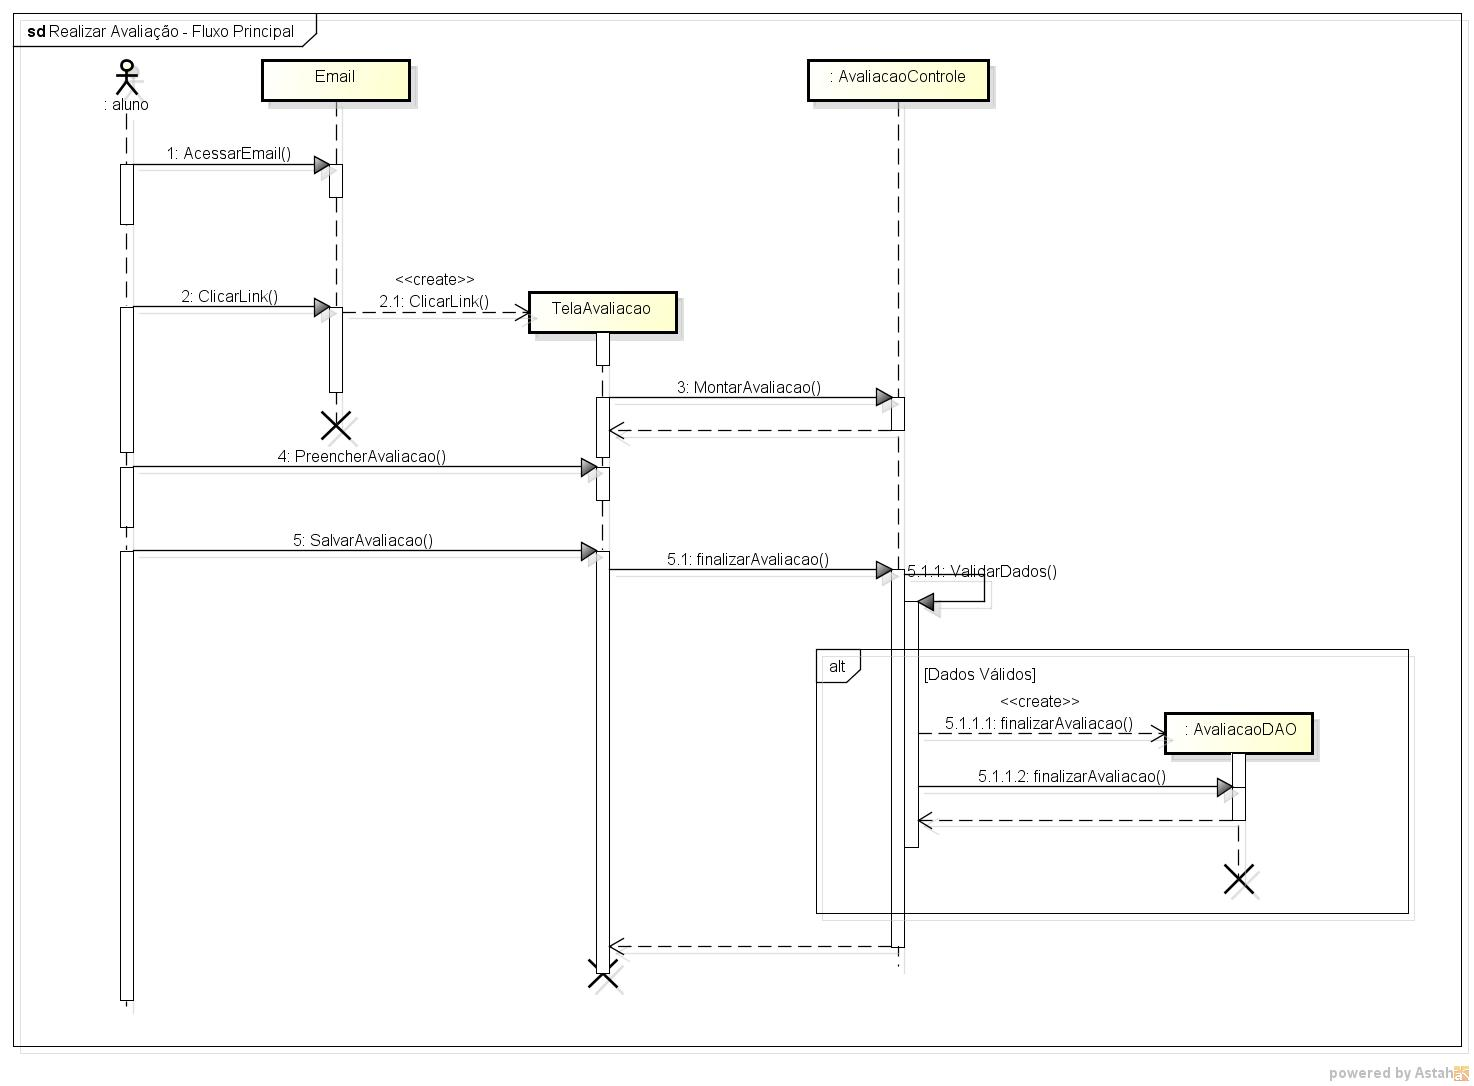 sd Realizar Avaliação - Fluxo Principal
Email
: AvaliacaoControle
: aluno
1: AcessarEmail()
<<create>>
2: ClicarLink()
2.1: ClicarLink()
TelaAvaliacao
3: MontarAvaliacao()
4: PreencherAvaliacao()
5: SalvarAvaliacao()
5.1: finalizarAvaliacao()
5.1.1: ValidarDados()
alt
[Dados Válidos]
<<create>>
5.1.1.1: finalizarAvaliacao()
: AvaliacaoDAO
5.1.1.2: finalizarAvaliacao()
powered by Astah